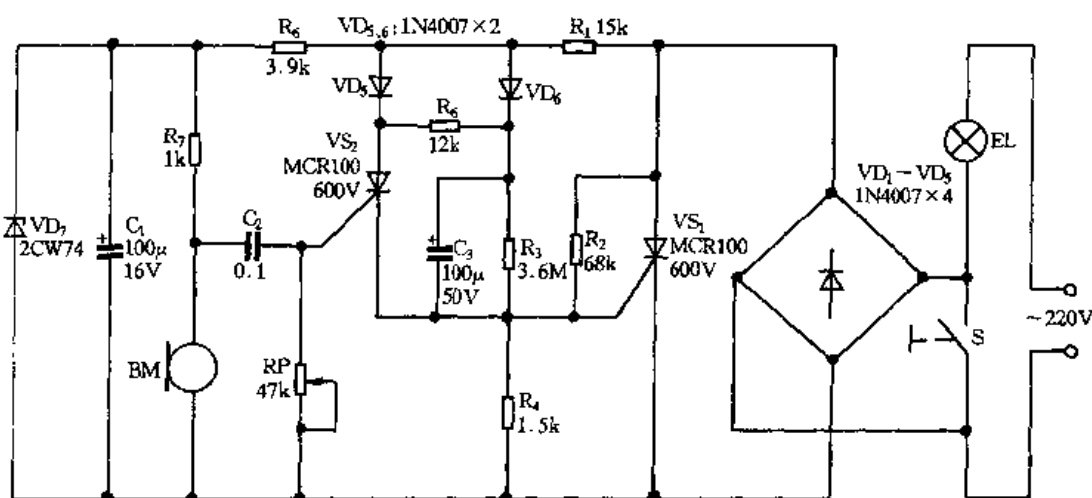 R₆
3.9k
VD₅,₆:1N4007×2
R₁ 15k
VD₅
VD₆
R₆
12k
R₇
1k
VS₂
MCR100
600V
EL
VD₁－VD₅
1N4007×4
VD₇
2CW74
C₁
100μ
16V
C₂
0.1
C₃
100μ
50V
R₃
3.6M
R₂
68k
VS₁
MCR100
600V
S
~220V
BM
RP
47k
R₄
1.5k